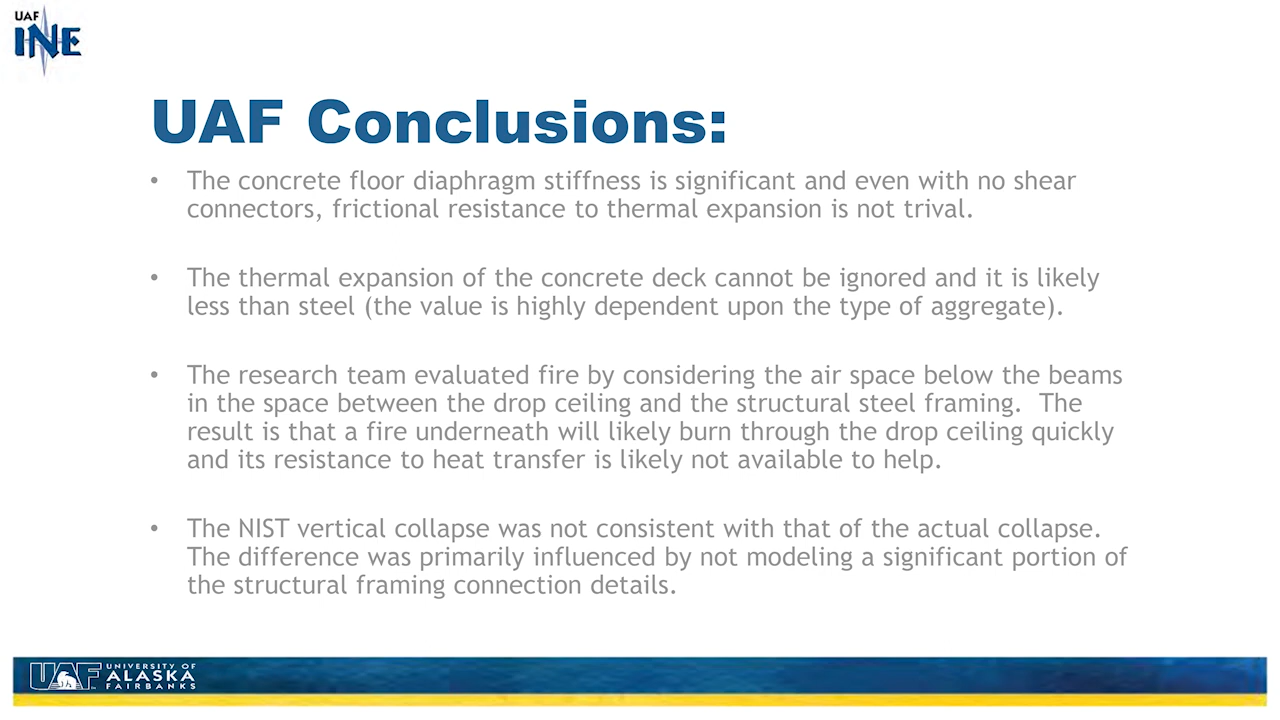 UAF
INE
UAF Conclusions:
• The concrete floor diaphragm stiffness is significant and even with no shear
connectors, frictional resistance to thermal expansion is not trival.
• The thermal expansion of the concrete deck cannot be ignored and it is likely
less than steel (the value is highly dependent upon the type of aggregate).
• The research team evaluated fire by considering the air space below the beams
in the space between the drop ceiling and the structural steel framing. The
result is that a fire underneath will likely burn through the drop ceiling quickly
and its resistance to heat transfer is likely not available to help.
• The NIST vertical collapse was not consistent with that of the actual collapse.
The difference was primarily influenced by not modeling a significant portion of
the structural framing connection details.
UAF UNIVERSITY OF
ALASKA
FAIRBANKS